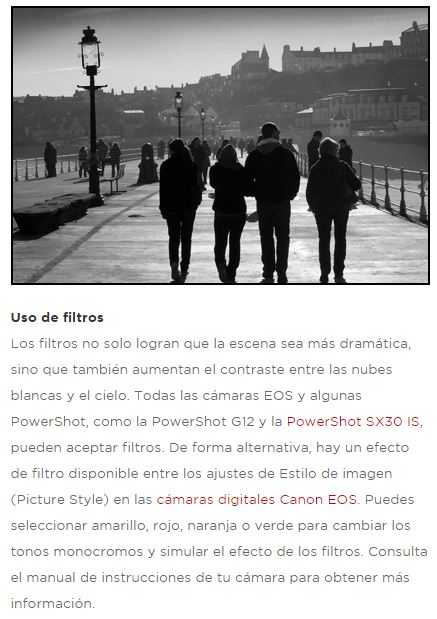 Uso de filtros
Los filtros no solo logran que la escena sea más dramática,
sino que también aumentan el contraste entre las nubes
blancas y el cielo. Todas las cámaras EOS y algunas
PowerShot, como la PowerShot G12 y la PowerShot SX30 IS,
pueden aceptar filtros. De forma alternativa, hay un efecto
de filtro disponible entre los ajustes de Estilo de imagen
(Picture Style) en las cámaras digitales Canon EOS. Puedes
seleccionar amarillo, rojo, naranja o verde para cambiar los
tonos monocromos y simular el efecto de los filtros. Consulta
el manual de instrucciones de tu cámara para obtener más
información.